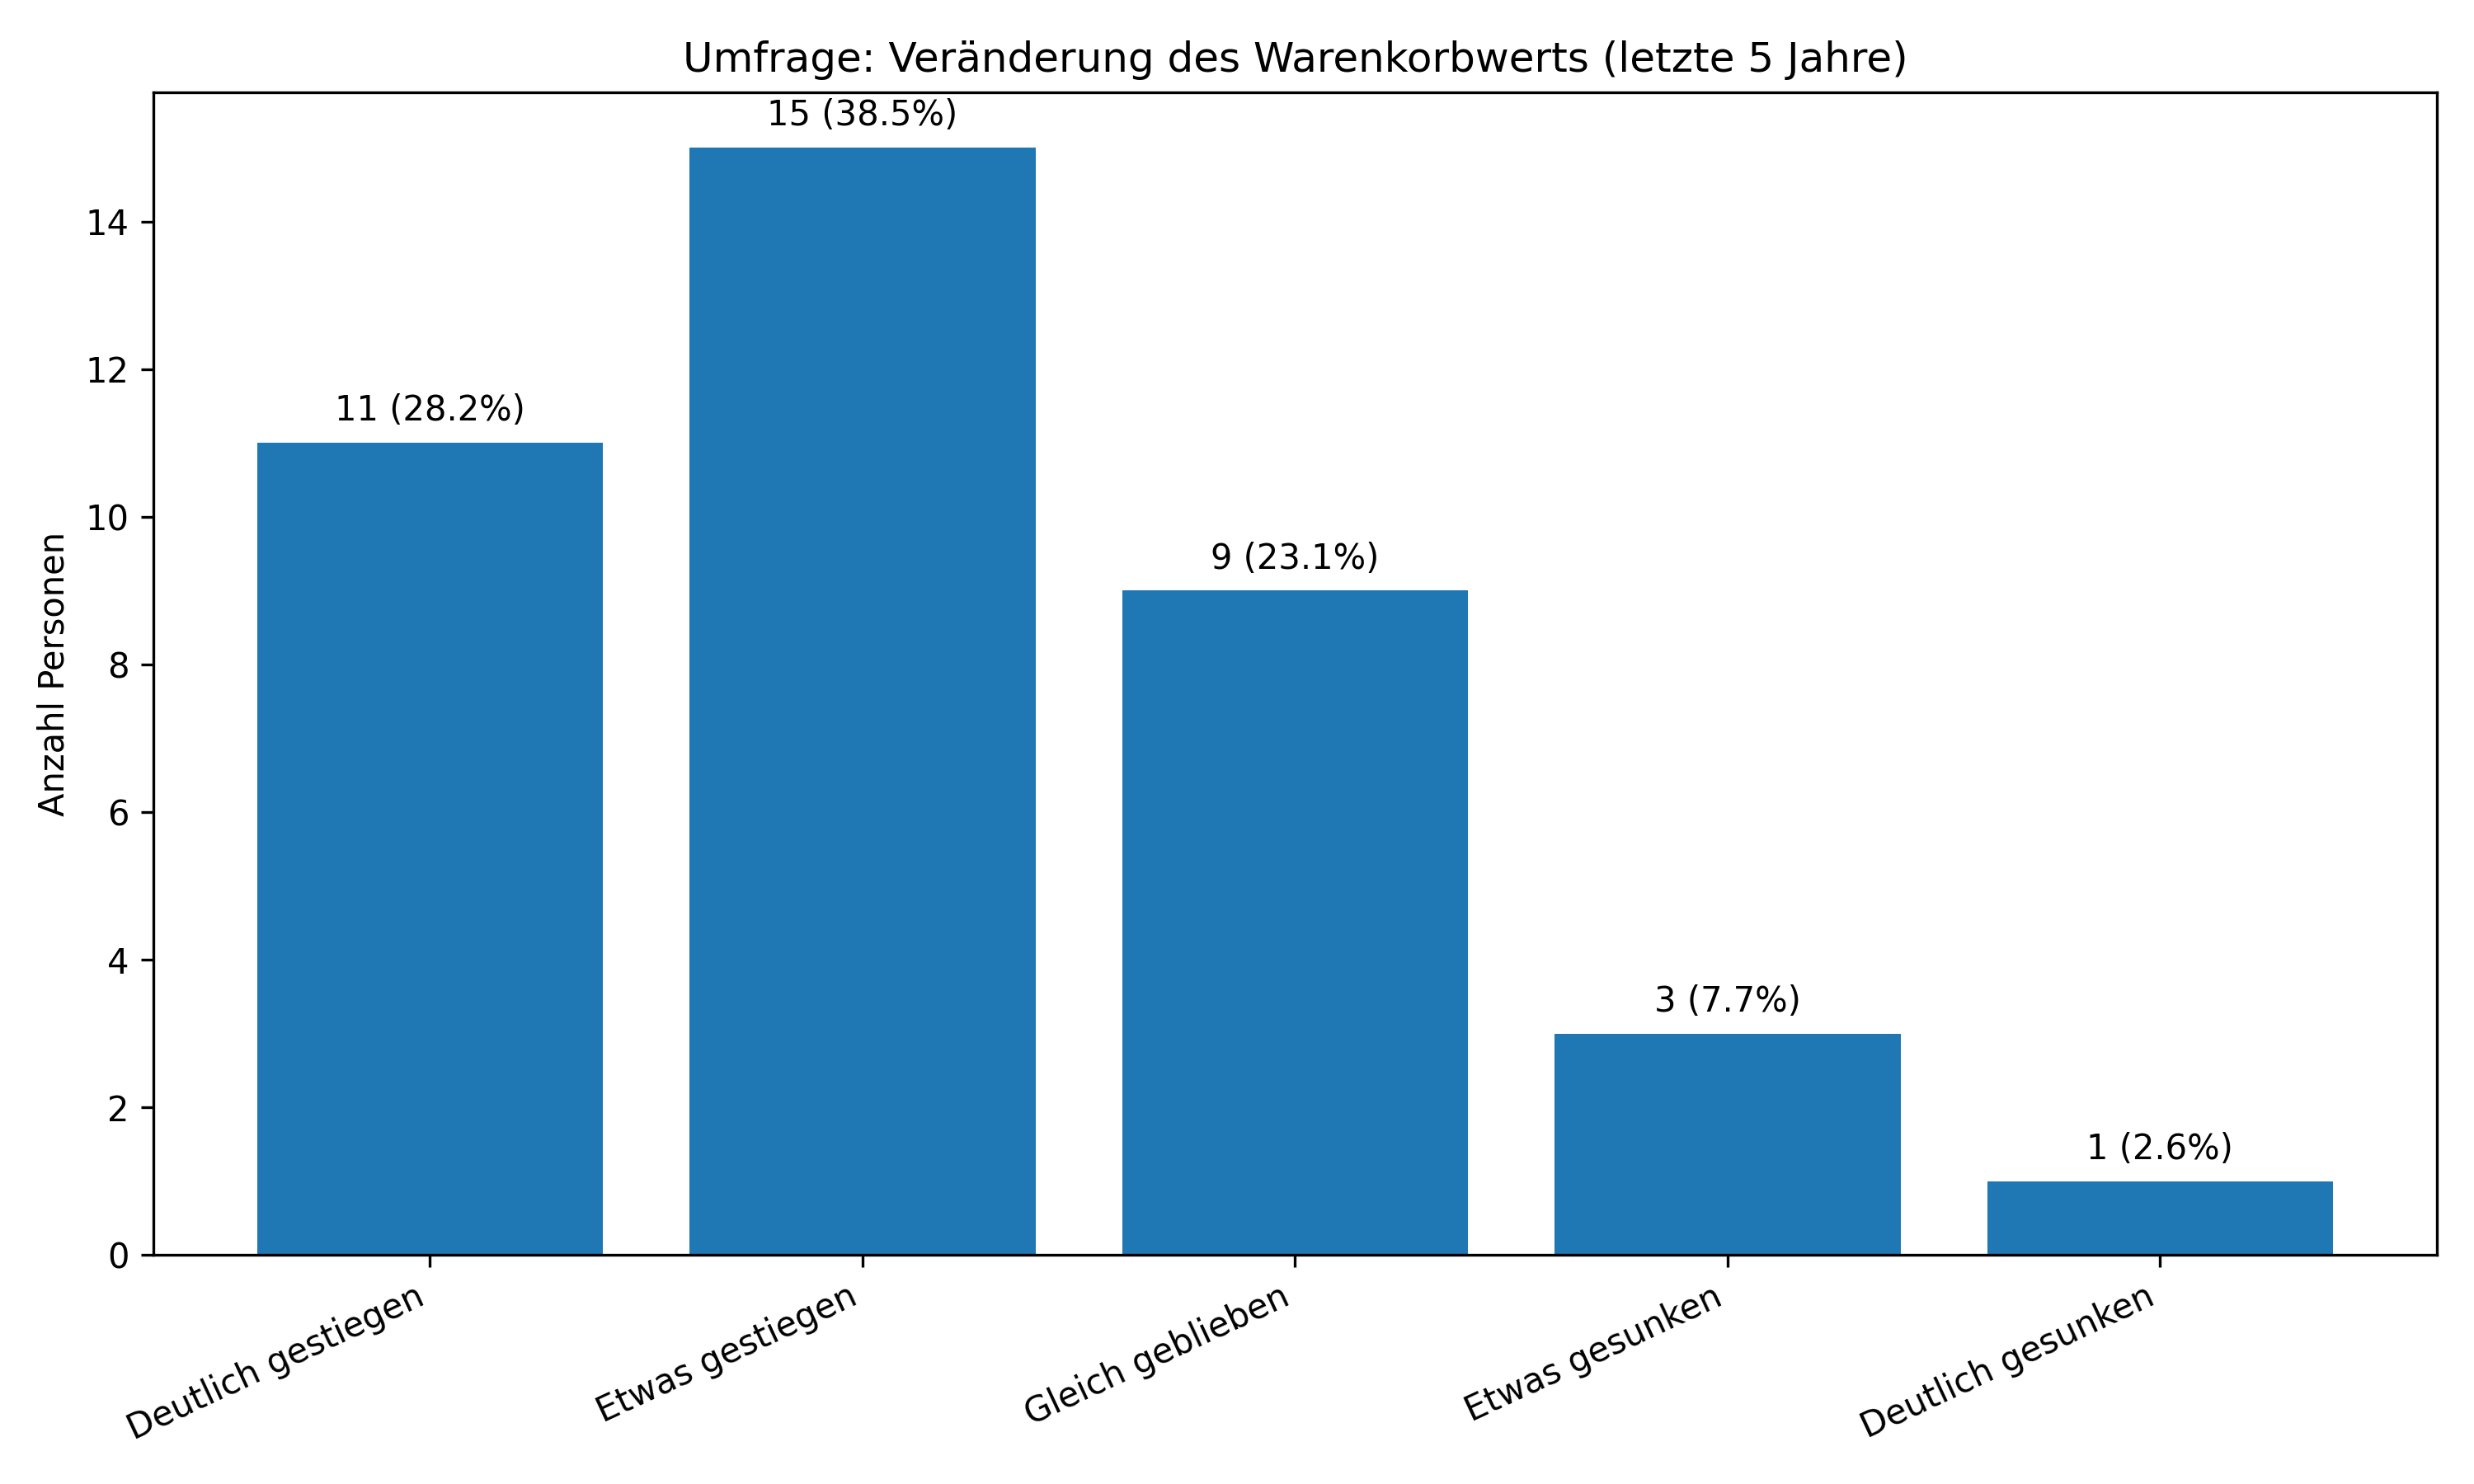 Umfrage: Veränderung des Warenkorbwerts (letzte 5 Jahre)
15 (38.5%)
11 (28.2%)
9 (23.1%)
3 (7.7%)
1 (2.6%)
Anzahl Personen
14
12
10
8
6
4
2
0
Deutlich gestiegen
Etwas gestiegen
Gleich geblieben
Etwas gesunken
Deutlich gesunken